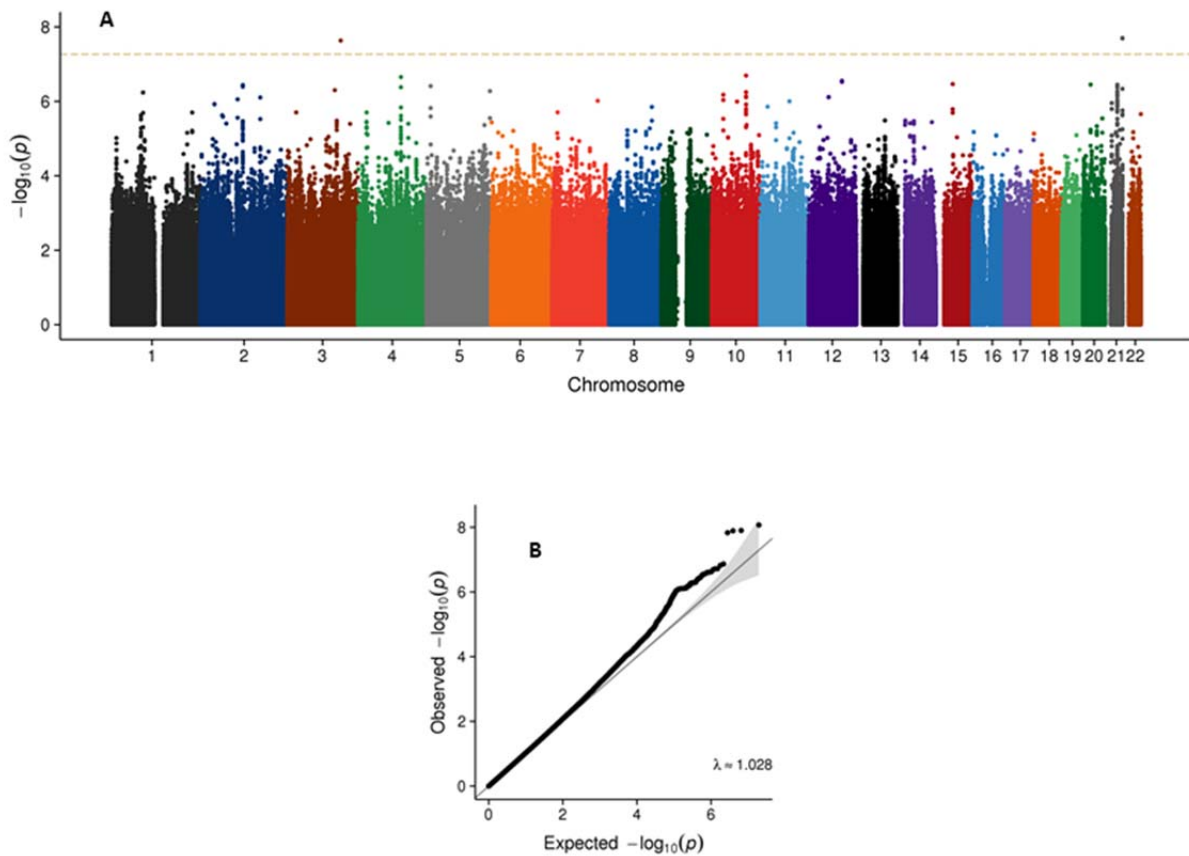 A
8
6
4
2
0
−log₁₀(p)
1 2 3 4 5 6 7 8 9 10 11 12 13 14 15 16 17 18 19 20 21 22
Chromosome
B
8
6
4
2
0
Observed −log₁₀(p)
λ = 1.028
0 2 4 6
Expected −log₁₀(p)